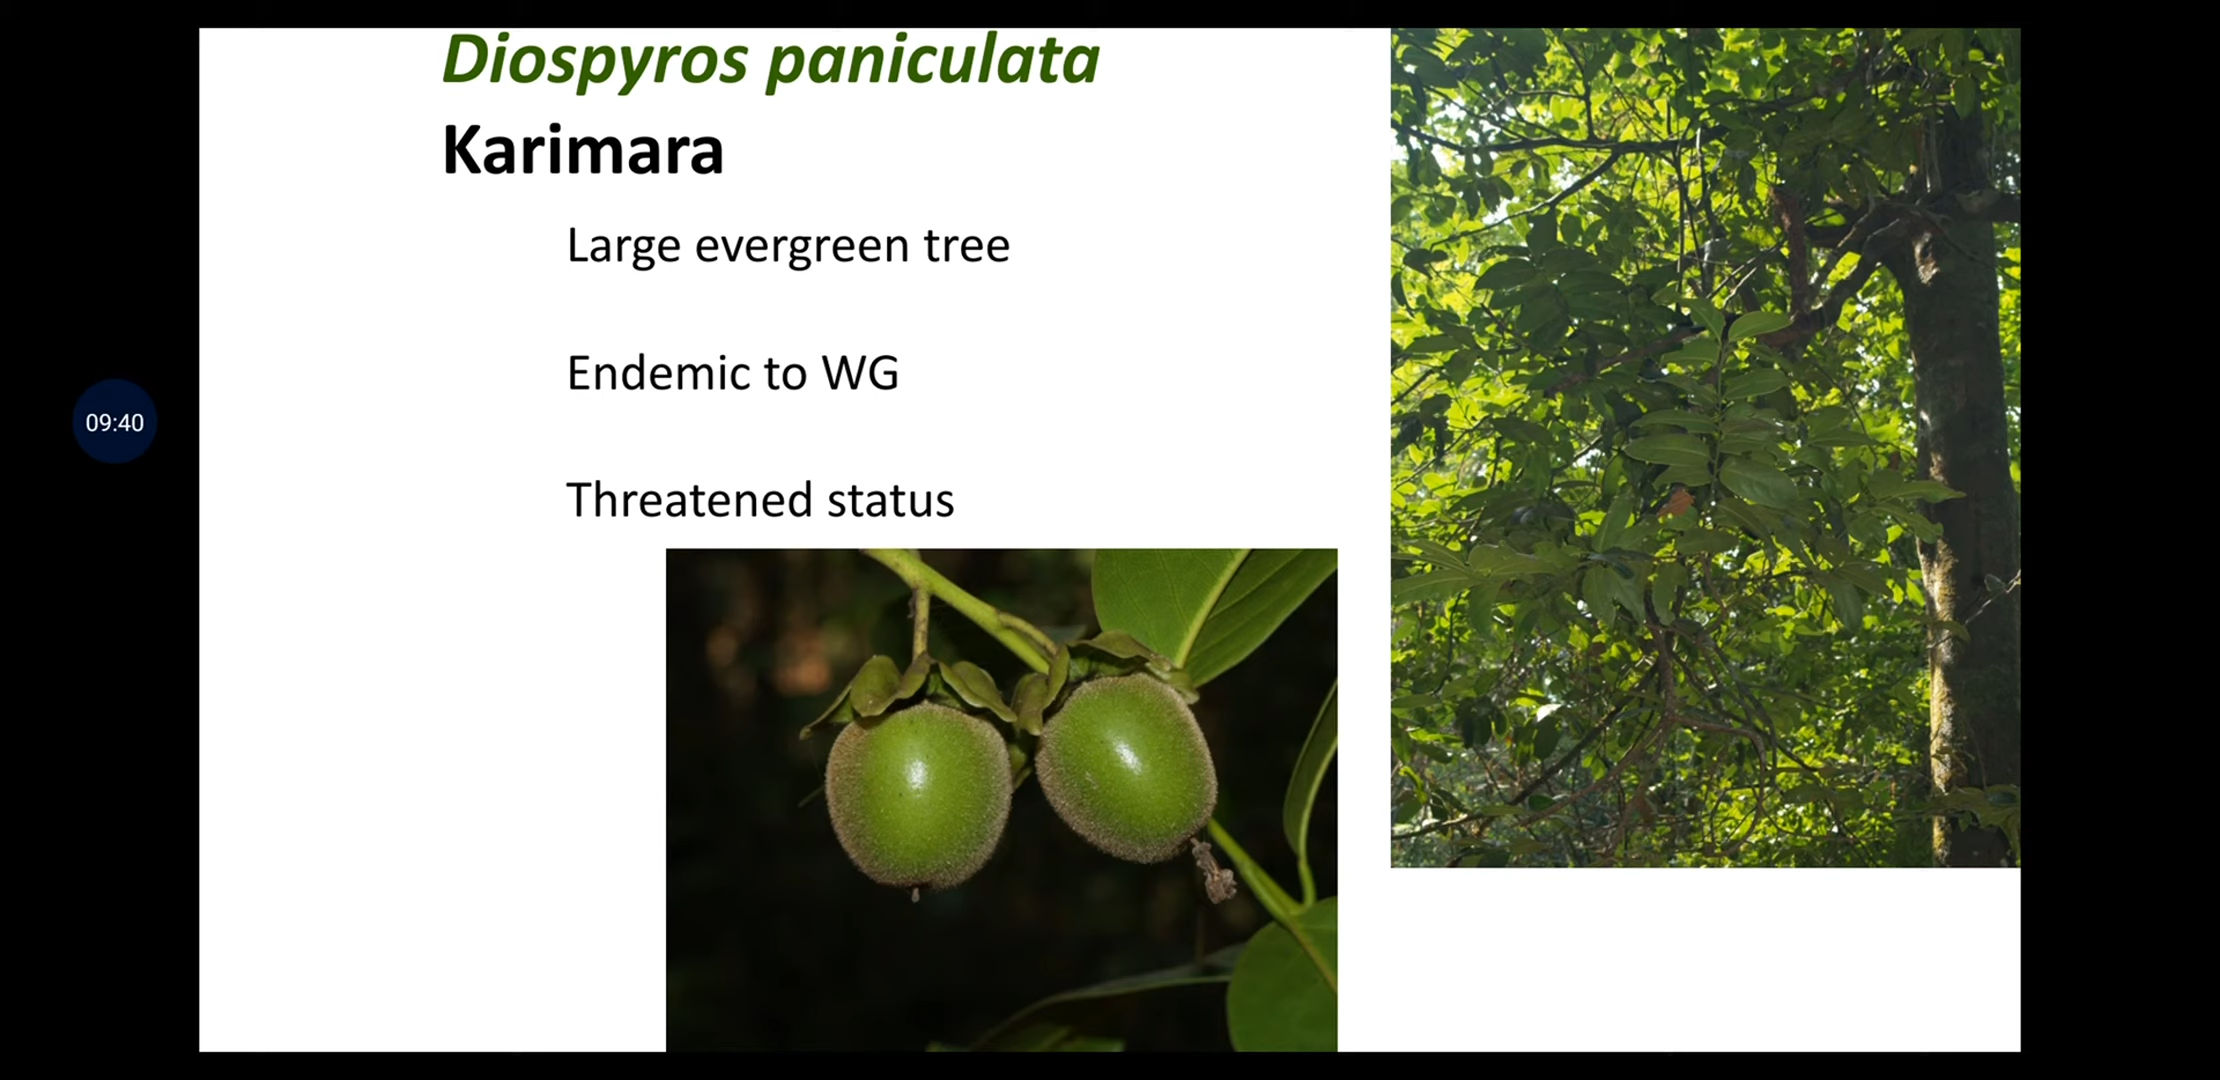 Diospyros paniculata
Karimara
Large evergreen tree
Endemic to WG
Threatened status
09:40